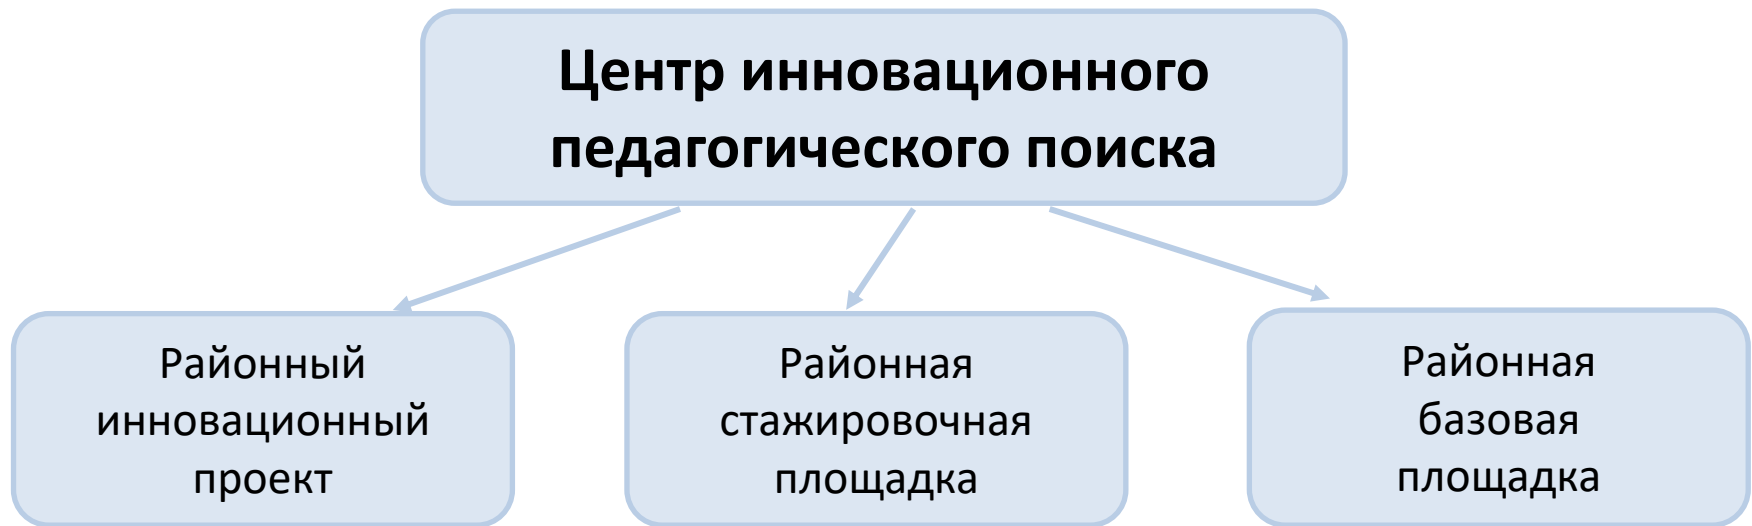 Центр инновационного
педагогического поиска
Районный
инновационный
проект
Районная
стажировочная
площадка
Районная
базовая
площадка